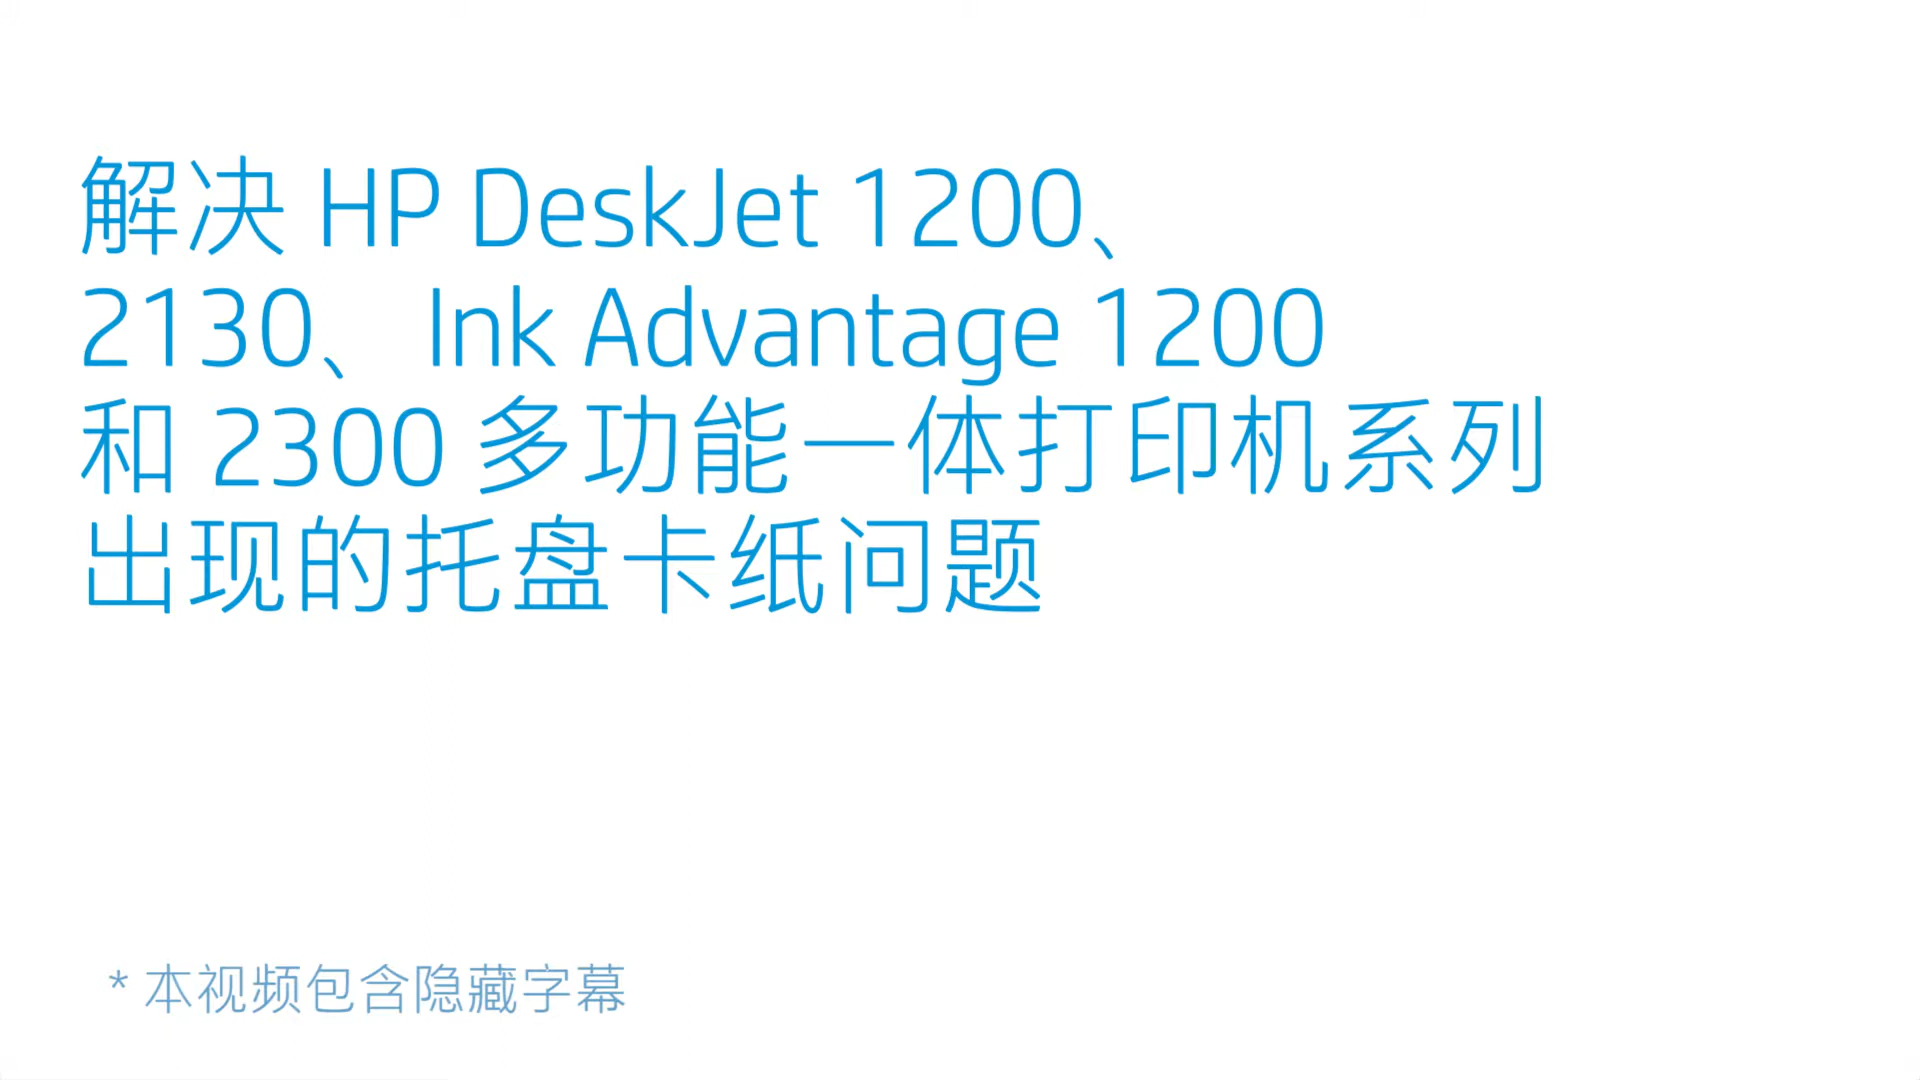 解决 HP DeskJet 1200、
2130、 Ink Advantage 1200
和 2300 多功能一体打印机系列
出现的托盘卡纸问题
* 本视频包含隐藏字幕